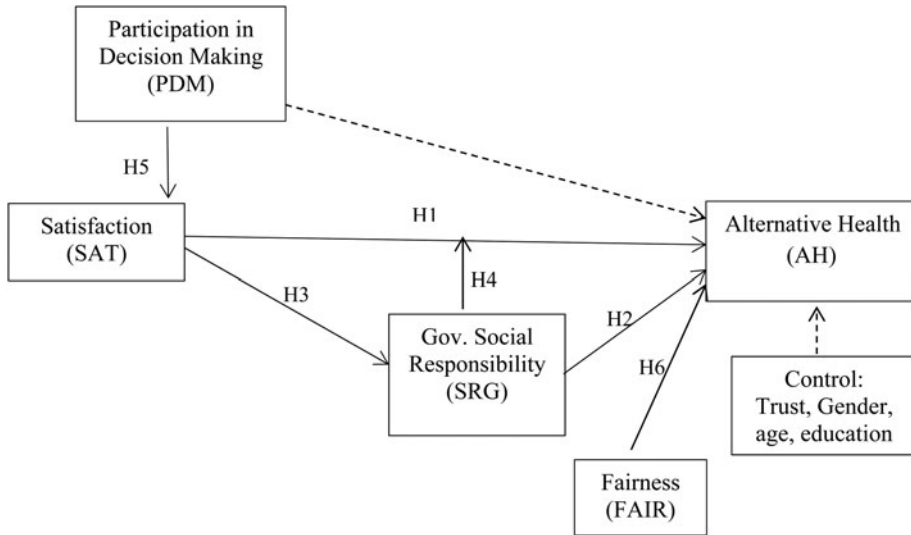 Participation in
Decision Making
(PDM)
H5
Satisfaction
(SAT)
H1
Alternative Health
(AH)
H3
H4
H2
Gov. Social
Responsibility
(SRG)
H6
Control:
Trust, Gender,
age, education
Fairness
(FAIR)